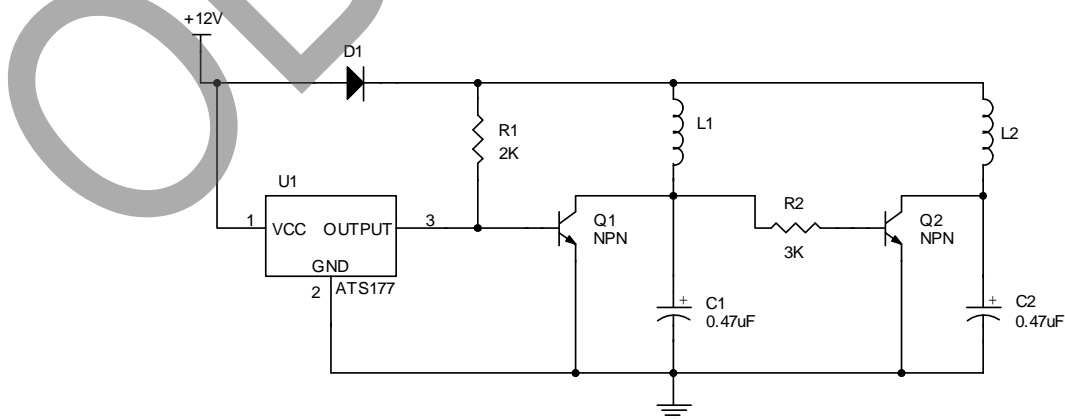 +12V
D1
R1
2K
L1
L2
U1
1
VCC
OUTPUT
3
GND
2
ATS177
Q1
NPN
R2
3K
Q2
NPN
+
C1
0.47uF
+
C2
0.47uF